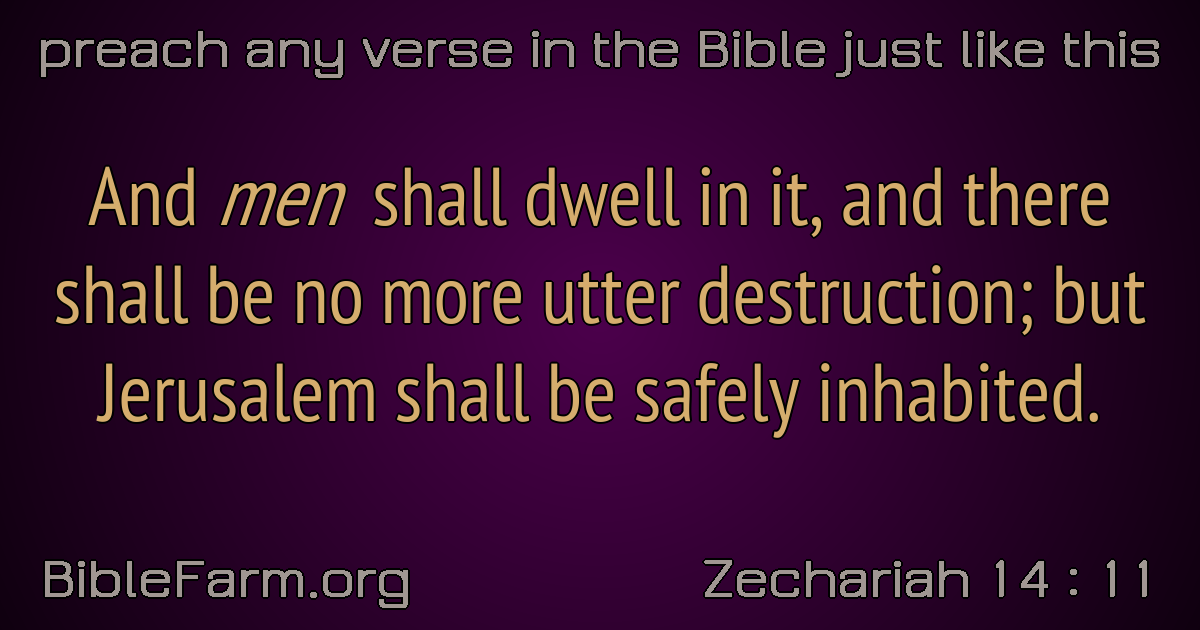 preach any verse in the Bible just like this
And men shall dwell in it, and there
shall be no more utter destruction; but
Jerusalem shall be safely inhabited.
BibleFarm.org
Zechariah 14 : 11